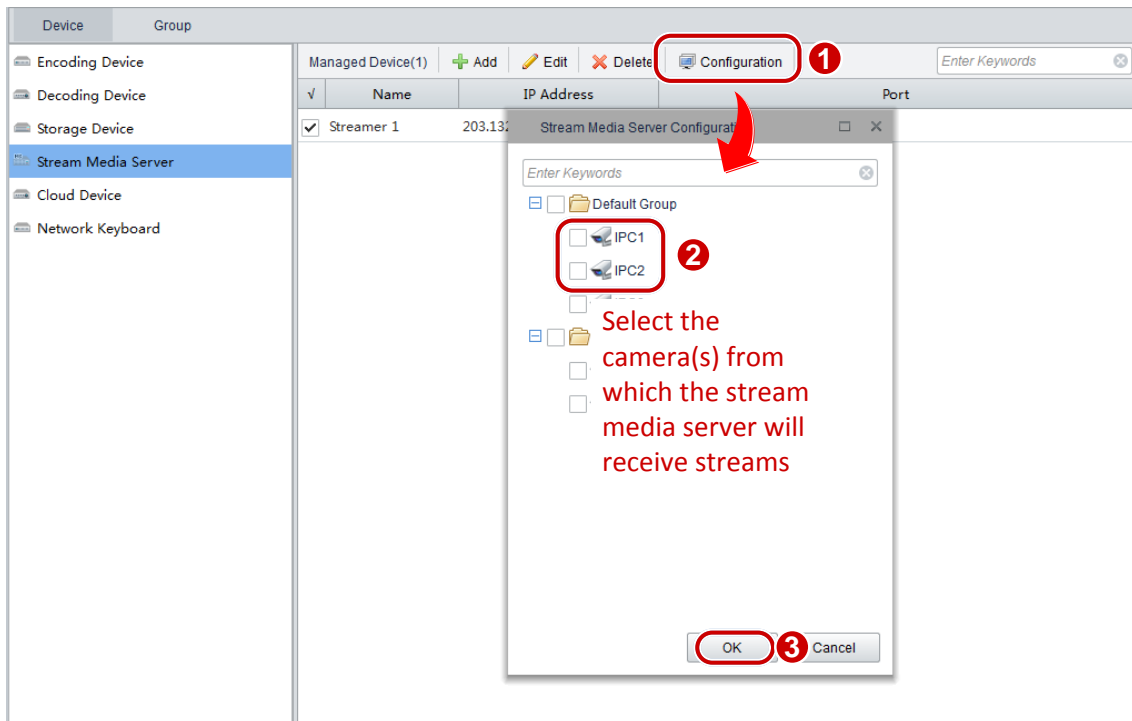 Device Group
Encoding Device
Decoding Device
Storage Device
Stream Media Server
Cloud Device
Network Keyboard
Managed Device(1) Add Edit Delete Configuration 1 Enter Keywords
√ Name IP Address Port
Streamer 1 203.132
Stream Media Server Configurati
Enter Keywords
Default Group
IPC1
IPC2
2
Select the
camera(s) from
which the stream
media server will
receive streams
OK 3 Cancel